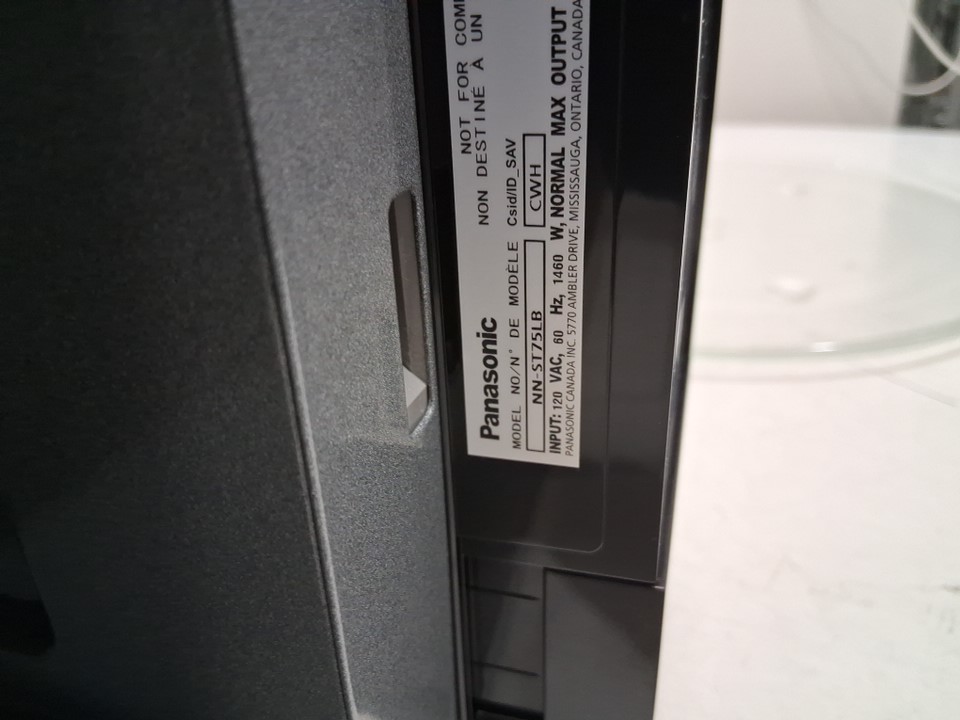 NOT FOR COM
NON DESTINÉ À UN
Panasonic
MODEL NO/N° DE MODÈLE Csid/ID_SAV
NN-ST75LB CWH
INPUT: 120 VAC, 60 Hz, 1460 W, NORMAL MAX OUTPUT
PANASONIC CANADA INC. 5770 AMBLER DRIVE, MISSISSAUGA, ONTARIO, CANADA